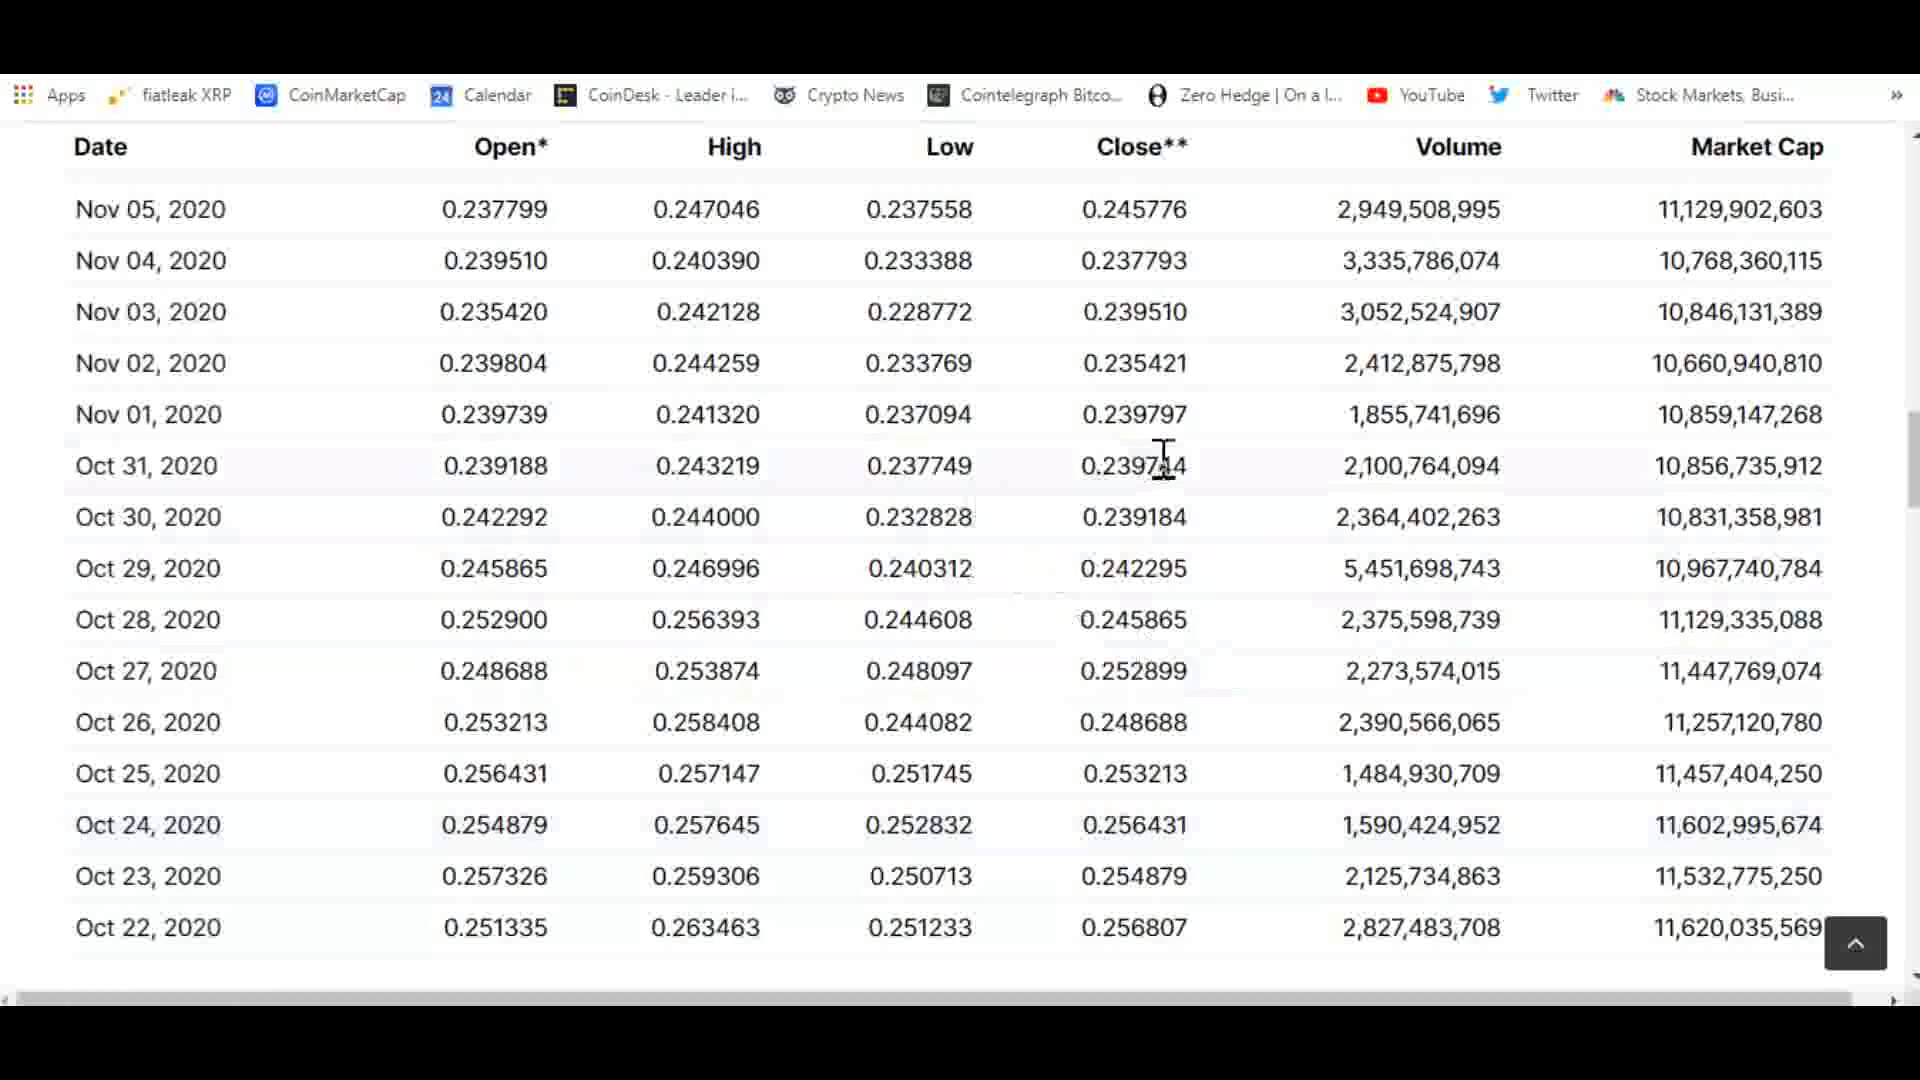 Apps fiatleak XRP CoinMarketCap 24 Calendar CoinDesk - Leader i... Crypto News Cointelegraph Bitco... Zero Hedge | On a l... YouTube Twitter Stock Markets, Busi... »
Date Open* High Low Close** Volume Market Cap
Nov 05, 2020 0.237799 0.247046 0.237558 0.245776 2,949,508,995 11,129,902,603
Nov 04, 2020 0.239510 0.240390 0.233388 0.237793 3,335,786,074 10,768,360,115
Nov 03, 2020 0.235420 0.242128 0.228772 0.239510 3,052,524,907 10,846,131,389
Nov 02, 2020 0.239804 0.244259 0.233769 0.235421 2,412,875,798 10,660,940,810
Nov 01, 2020 0.239739 0.241320 0.237094 0.239797 1,855,741,696 10,859,147,268
Oct 31, 2020 0.239188 0.243219 0.237749 2,100,764,094 10,856,735,912
Oct 30, 2020 0.242292 0.244000 0.232828 0.239184 2,364,402,263 10,831,358,981
Oct 29, 2020 0.245865 0.246996 0.240312 0.242295 5,451,698,743 10,967,740,784
Oct 28, 2020 0.252900 0.256393 0.244608 0.245865 2,375,598,739 11,129,335,088
Oct 27, 2020 0.248688 0.253874 0.248097 0.252899 2,273,574,015 11,447,769,074
Oct 26, 2020 0.253213 0.258408 0.244082 0.248688 2,390,566,065 11,257,120,780
Oct 25, 2020 0.256431 0.257147 0.251745 0.253213 1,484,930,709 11,457,404,250
Oct 24, 2020 0.254879 0.257645 0.252832 0.256431 1,590,424,952 11,602,995,674
Oct 23, 2020 0.257326 0.259306 0.250713 0.254879 2,125,734,863 11,532,775,250
Oct 22, 2020 0.251335 0.263463 0.251233 0.256807 2,827,483,708 11,620,035,569